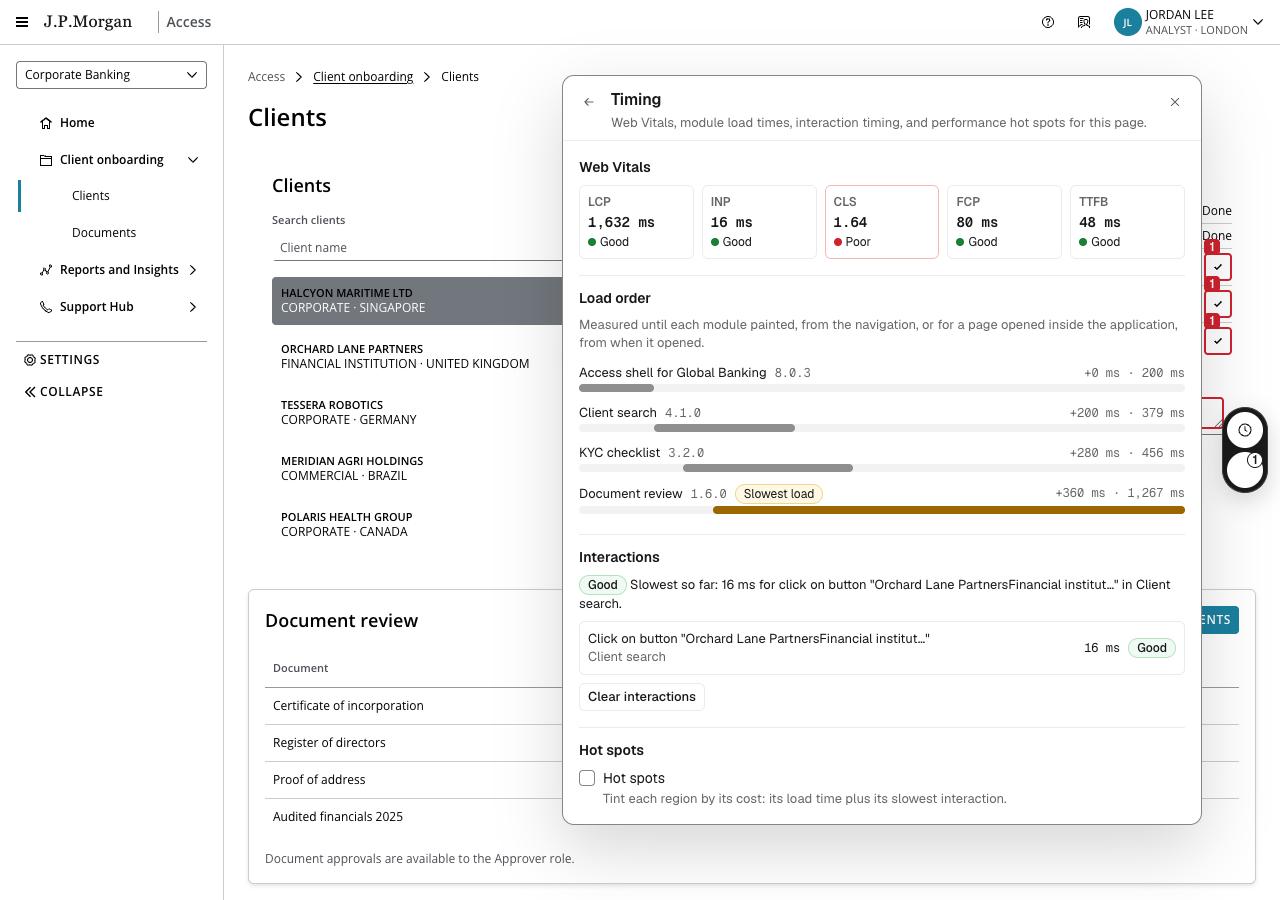 J.P.Morgan
Access
JL
JORDAN LEE
ANALYST · LONDON
Corporate Banking
Home
Client onboarding
Clients
Documents
Reports and Insights
Support Hub
SETTINGS
COLLAPSE
Access
Client onboarding
Clients
Clients
Clients
Search clients
Client name
HALCYON MARITIME LTD
CORPORATE · SINGAPORE
ORCHARD LANE PARTNERS
FINANCIAL INSTITUTION · UNITED KINGDOM
TESSERA ROBOTICS
CORPORATE · GERMANY
MERIDIAN AGRI HOLDINGS
COMMERCIAL · BRAZIL
POLARIS HEALTH GROUP
CORPORATE · CANADA
Done
Done
1
1
1
1
Document review
ENTS
Document
Certificate of incorporation
Register of directors
Proof of address
Audited financials 2025
Document approvals are available to the Approver role.
Timing
Web Vitals, module load times, interaction timing, and performance hot spots for this page.
Web Vitals
LCP
1,632 ms
Good
INP
16 ms
Good
CLS
1.64
Poor
FCP
80 ms
Good
TTFB
48 ms
Good
Load order
Measured until each module painted, from the navigation, or for a page opened inside the application,
from when it opened.
Access shell for Global Banking 8.0.3 +0 ms · 200 ms
Client search 4.1.0 +200 ms · 379 ms
KYC checklist 3.2.0 +280 ms · 456 ms
Document review 1.6.0 Slowest load +360 ms · 1,267 ms
Interactions
Good Slowest so far: 16 ms for click on button "Orchard Lane PartnersFinancial institut…" in Client
search.
Click on button "Orchard Lane PartnersFinancial institut…"
Client search
16 ms Good
Clear interactions
Hot spots
Hot spots
Tint each region by its cost: its load time plus its slowest interaction.